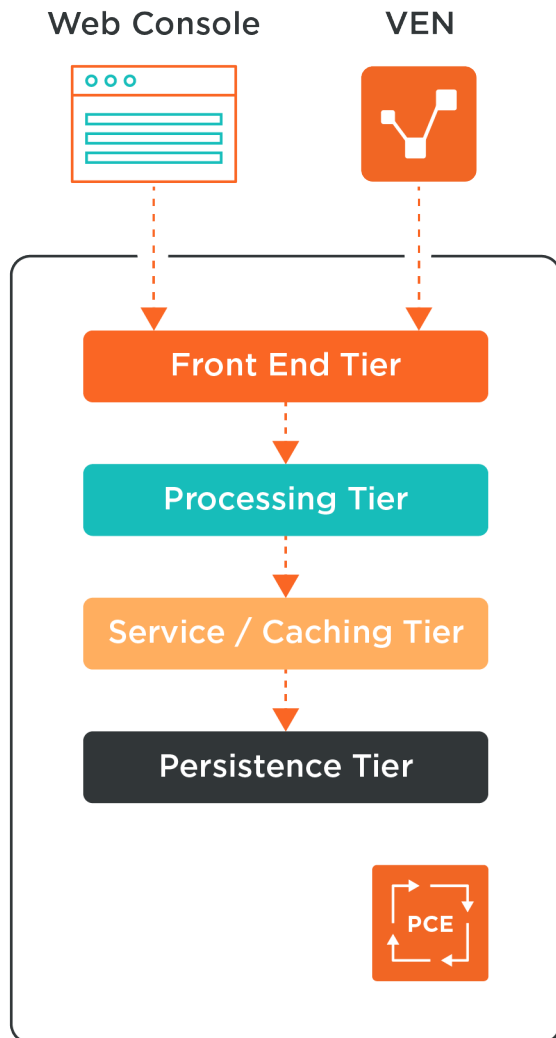 Web Console
VEN
Front End Tier
Processing Tier
Service / Caching Tier
Persistence Tier
PCE